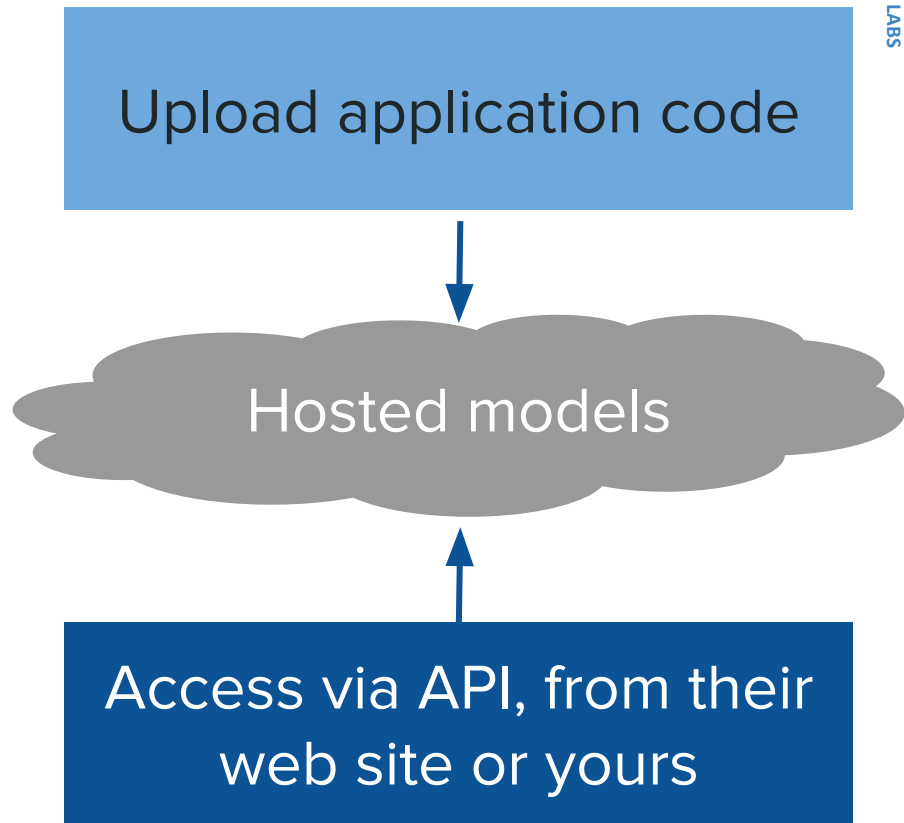 LABS
Upload application code
Hosted models
Access via API, from their
web site or yours